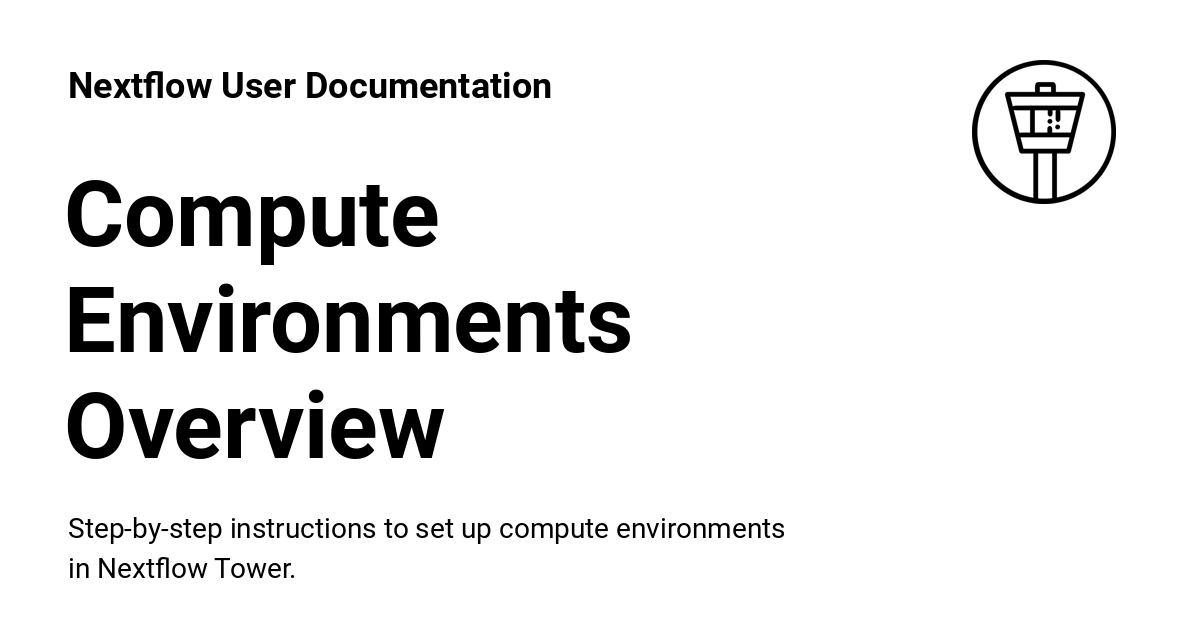 Nextflow User Documentation
Compute
Environments
Overview
Step-by-step instructions to set up compute environments
in Nextflow Tower.